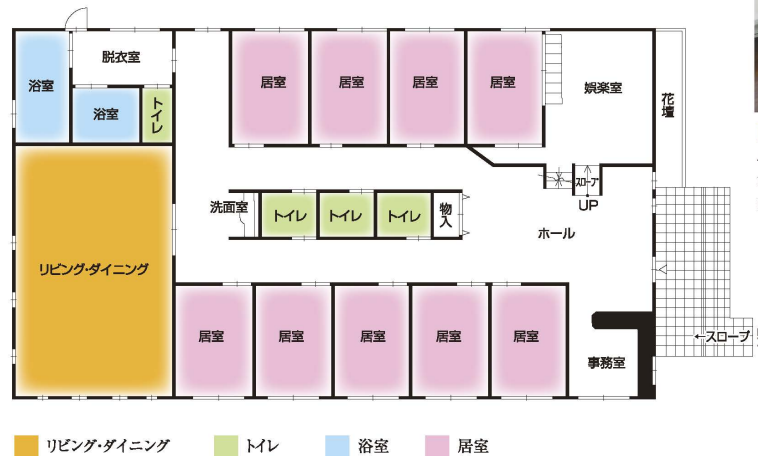 脱衣室
浴室
浴室
トイレ
居室
居室
居室
居室
娯楽室
花壇
洗面室
トイレ
トイレ
トイレ
物入
スロープ
UP
ホール
リビング・ダイニング
居室
居室
居室
居室
居室
事務室
←スロープ
リビング・ダイニング
トイレ
浴室
居室